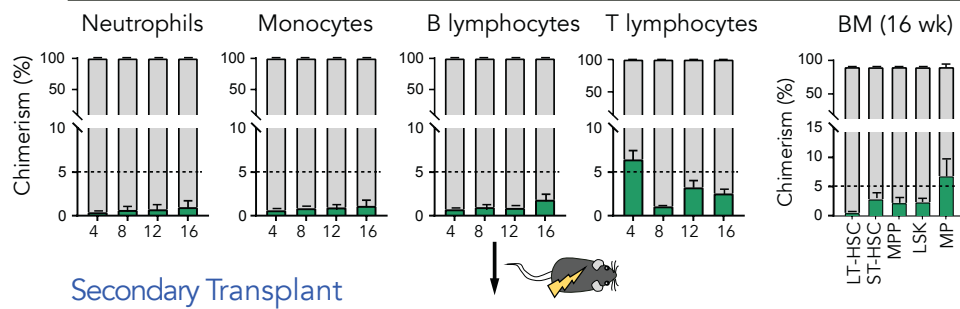 Neutrophils Monocytes B lymphocytes T lymphocytes BM (16 wk)
Chimerism (%)
100
50
10
5
0
4 8 12 16
100
50
10
5
0
4 8 12 16
100
50
10
5
0
4 8 12 16
100
50
10
5
0
4 8 12 16
Chimerism (%)
100
50
15
10
5
0
LT-HSC
ST-HSC
MPP
LSK
MP
Secondary Transplant